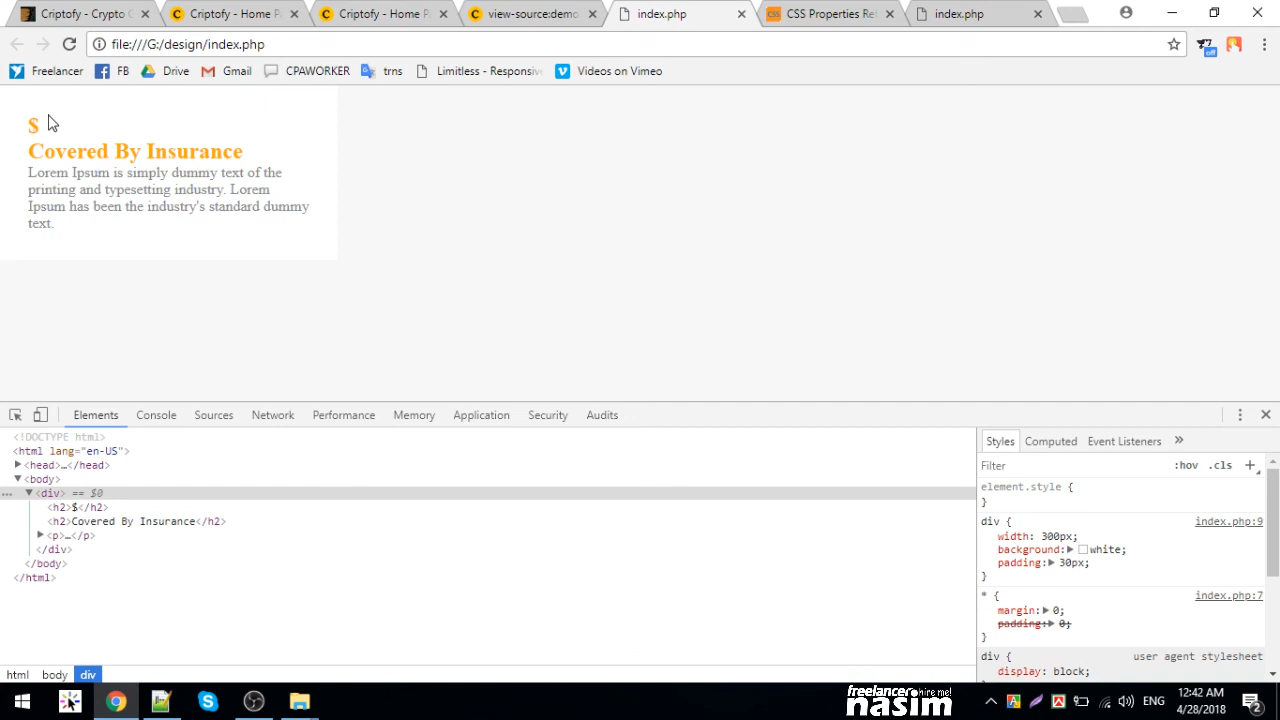 Criptofy - Crypto C
Criptofy - Home P
Criptofy - Home P
view-source:demo
index.php
CSS Properties Re
index.php
file:///G:/design/index.php
off
Freelancer
FB
Drive
Gmail
CPAWORKER
trns
Limitless - Responsiv
Videos on Vimeo
$
Covered By Insurance
Lorem Ipsum is simply dummy text of the
printing and typesetting industry. Lorem
Ipsum has been the industry's standard dummy
text.
Elements Console Sources Network Performance Memory Application Security Audits
<!DOCTYPE html>
<html lang="en-US">
<head>…</head>
<body>
<div> == $0
<h2>$</h2>
<h2>Covered By Insurance</h2>
<p>…</p>
</div>
</body>
</html>
html body div
Styles Computed Event Listeners »
Filter :hov .cls +
element.style {
}
div { index.php:9
width: 300px;
background: white;
padding: 30px;
}
* { index.php:7
margin: 0;
padding: 0;
}
div { user agent stylesheet
display: block;
freelancer hire me!
nasim
ENG
12:42 AM
4/28/2018
2